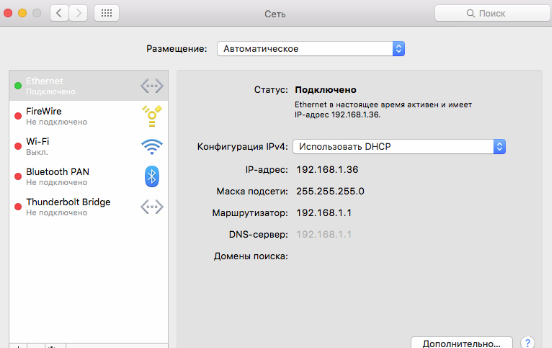 Сеть
Поиск
Размещение: Автоматическое
Ethernet
Подключено
FireWire
Не подключено
Wi-Fi
Выкл.
Bluetooth PAN
Не подключено
Thunderbolt Bridge
Не подключено
Статус: Подключено
Ethernet в настоящее время активен и имеет
IP-адрес 192.168.1.36.
Конфигурация IPv4: Использовать DHCP
IP-адрес: 192.168.1.36
Маска подсети: 255.255.255.0
Маршрутизатор: 192.168.1.1
DNS-сервер: 192.168.1.1
Домены поиска:
Дополнительно... ?